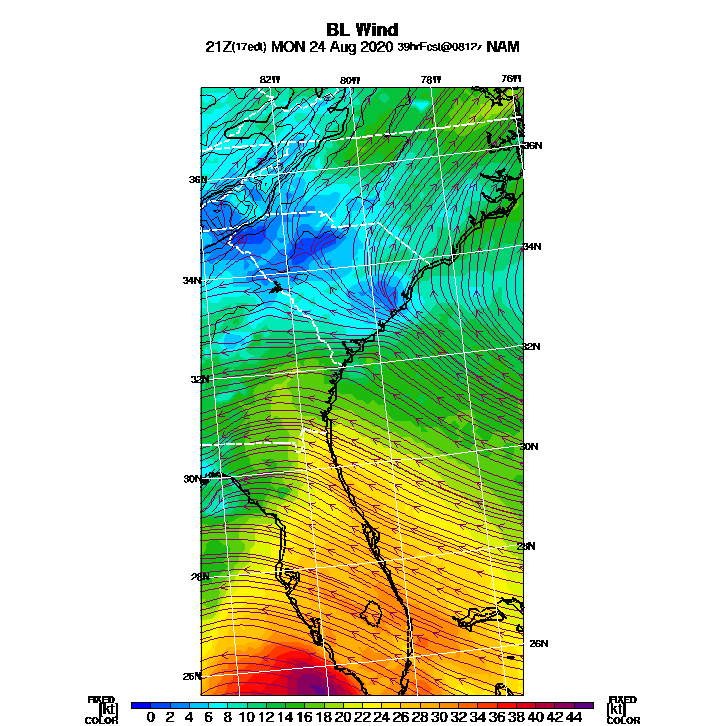 BL Wind
21Z(17edt) MON 24 Aug 2020 39hrFcst@0812z NAM
82W 80W 78W 76W
36N
36N
34N
34N
32N
32N
30N
30N
28N
28N
26N
26N
FIXED FIXED
[kt] 0 2 4 6 8 10 12 14 16 18 20 22 24 26 28 30 32 34 36 38 40 42 44 [kt]
COLOR COLOR